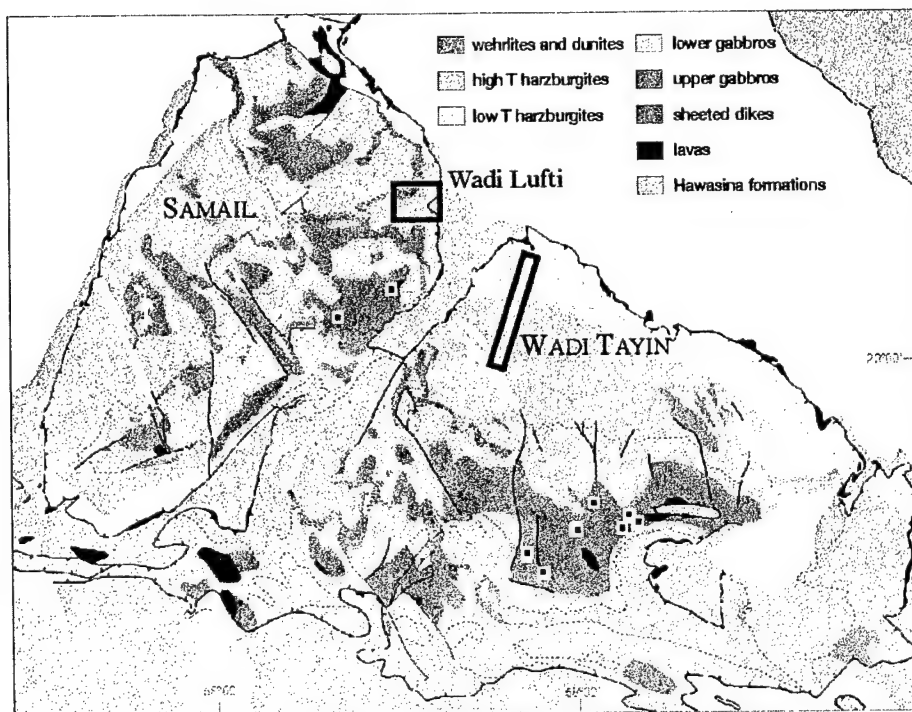 wehrlites and dunites
high T harzburgites
low T harzburgites
lower gabbros
upper gabbros
sheeted dikes
lavas
Hawasina formations
Wadi Lufti
SAMAIL
WADI TAYIN